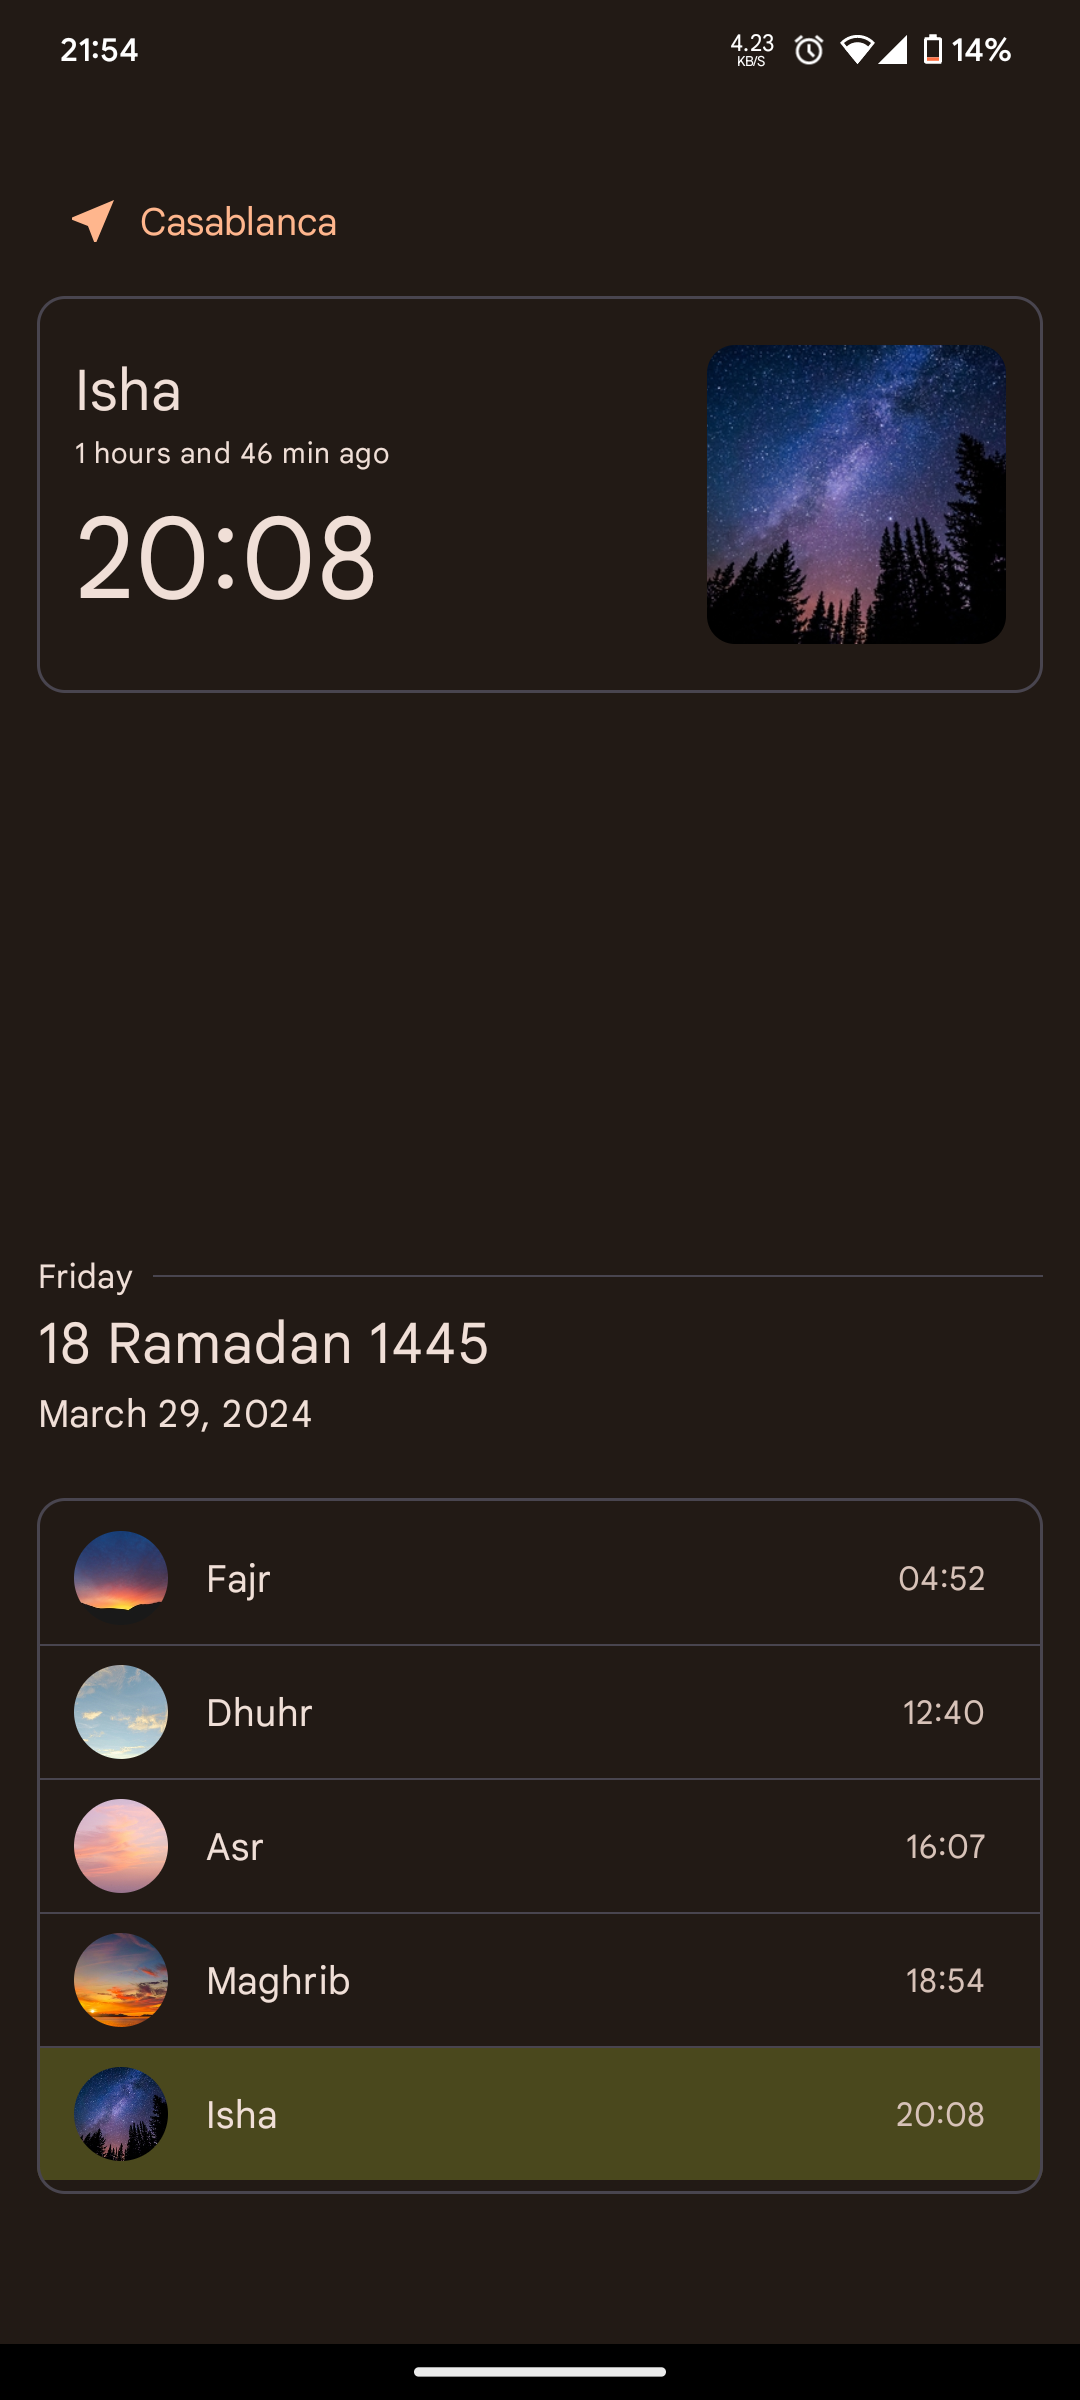 21:54
4.23
KB/S
14%
Casablanca
Isha
1 hours and 46 min ago
20:08
Friday
18 Ramadan 1445
March 29, 2024
Fajr 04:52
Dhuhr 12:40
Asr 16:07
Maghrib 18:54
Isha 20:08